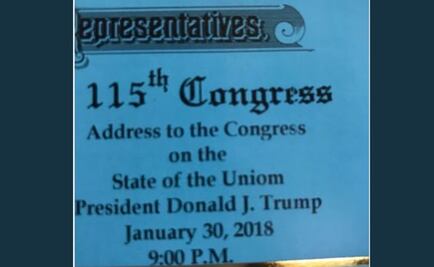 epresentatives,
115th Congress
Address to the Congress
on the
State of the Uniom
President Donald J. Trump
January 30, 2018
9:00 P.M.